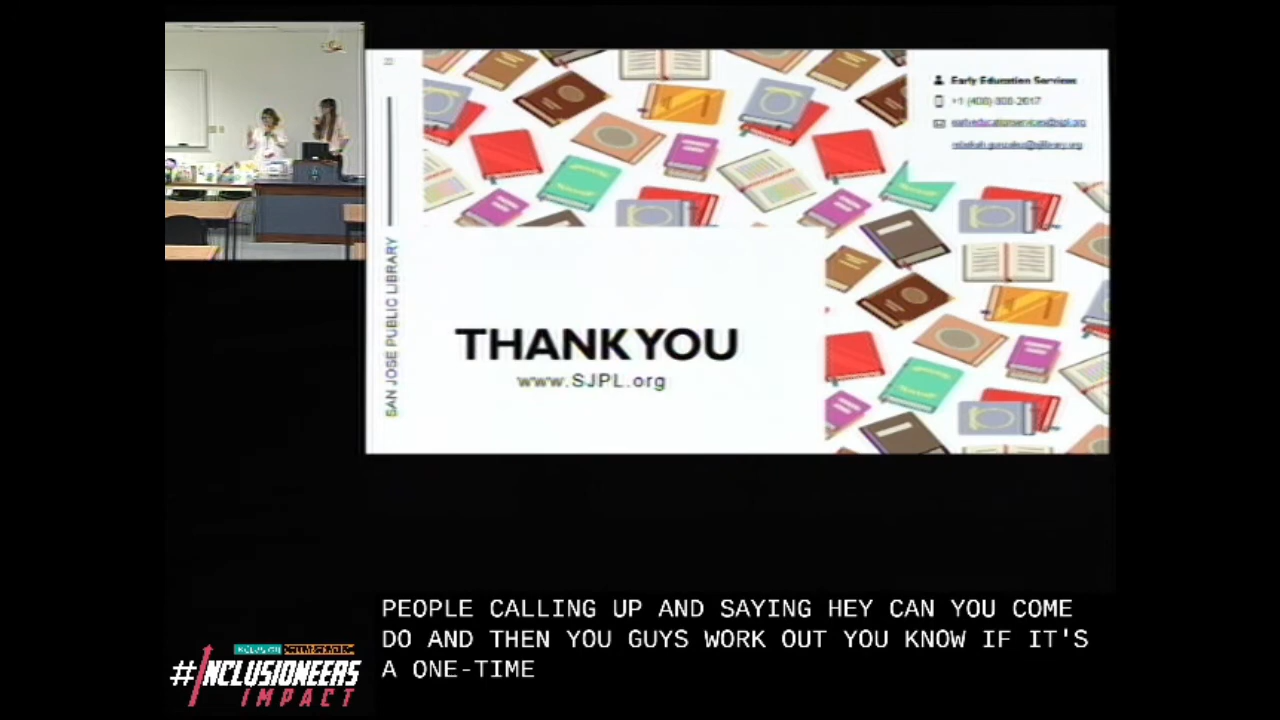 Early Education Services
SAN JOSE PUBLIC LIBRARY
THANK YOU
www.SJPL.org
PEOPLE CALLING UP AND SAYING HEY CAN YOU COME
DO AND THEN YOU GUYS WORK OUT YOU KNOW IF IT'S
A ONE-TIME
#INCLUSIONEERS
IMPACT